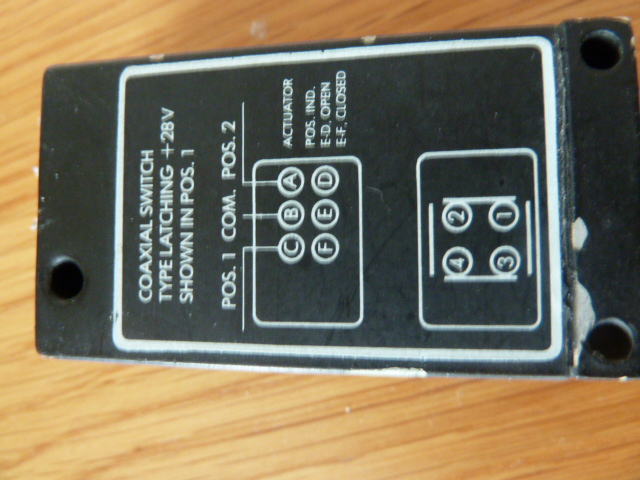 COAXIAL SWITCH
TYPE LATCHING +28V
SHOWN IN POS. 1
POS. 1 COM. POS. 2
C B A ACTUATOR
F E D POS. IND.
E-D. OPEN
E-F. CLOSED
4 2
3 1